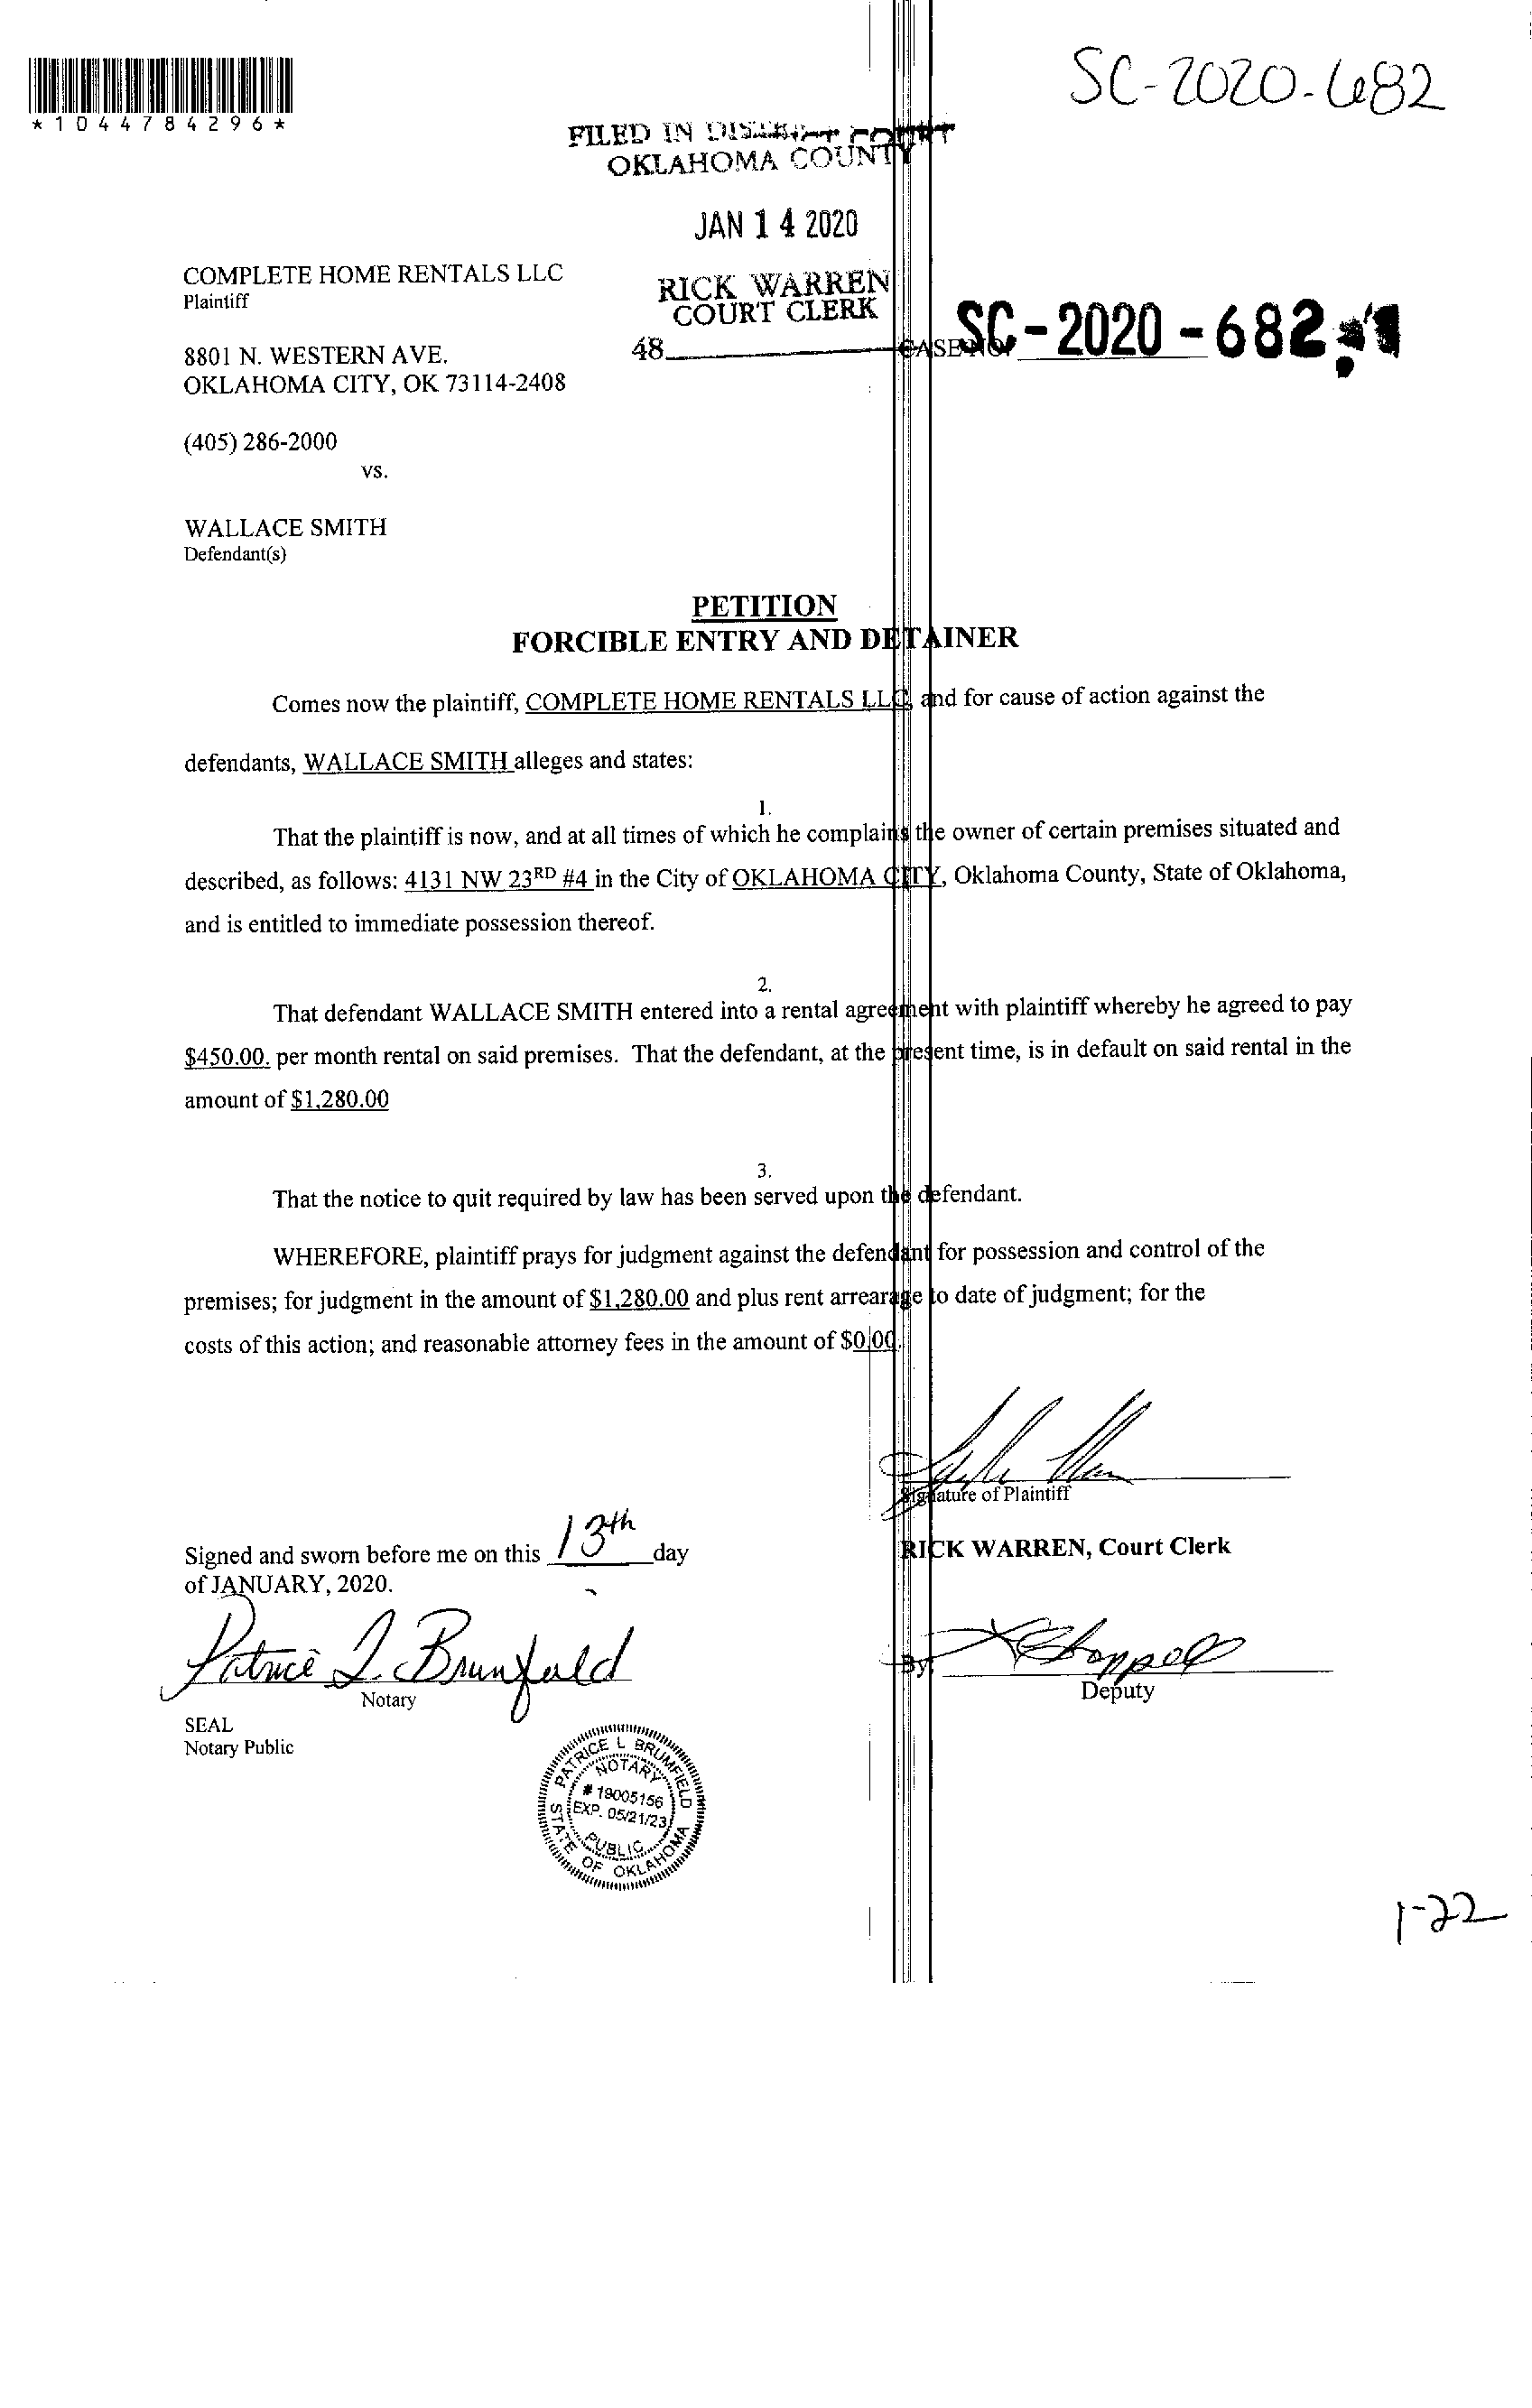 SC-2020-682
*1044784296*
FILED IN DISTRICT COURT
OKLAHOMA COUNTY
JAN 14 2020
COMPLETE HOME RENTALS LLC
Plaintiff
RICK WARREN
COURT CLERK
SC-2020-682
48
CASE NO.
8801 N. WESTERN AVE.
OKLAHOMA CITY, OK 73114-2408
(405) 286-2000
vs.
WALLACE SMITH
Defendant(s)
PETITION
FORCIBLE ENTRY AND DETAINER
Comes now the plaintiff, COMPLETE HOME RENTALS LLC, and for cause of action against the
defendants, WALLACE SMITH alleges and states:
1.
That the plaintiff is now, and at all times of which he complains the owner of certain premises situated and
described, as follows: 4131 NW 23RD #4 in the City of OKLAHOMA CITY, Oklahoma County, State of Oklahoma,
and is entitled to immediate possession thereof.
2.
That defendant WALLACE SMITH entered into a rental agreement with plaintiff whereby he agreed to pay
$450.00. per month rental on said premises. That the defendant, at the present time, is in default on said rental in the
amount of $1,280.00
3.
That the notice to quit required by law has been served upon the defendant.
WHEREFORE, plaintiff prays for judgment against the defendant for possession and control of the
premises; for judgment in the amount of $1,280.00 and plus rent arrearage to date of judgment; for the
costs of this action; and reasonable attorney fees in the amount of $0.00.
Signature of Plaintiff
Signed and sworn before me on this 13th day
of JANUARY, 2020.
RICK WARREN, Court Clerk
Patrice L. Brumfield
Notary
By:
Deputy
SEAL
Notary Public
PATRICE L BRUMFIELD
NOTARY
# 19005156
EXP. 05/21/23
PUBLIC
STATE OF OKLAHOMA
1-22